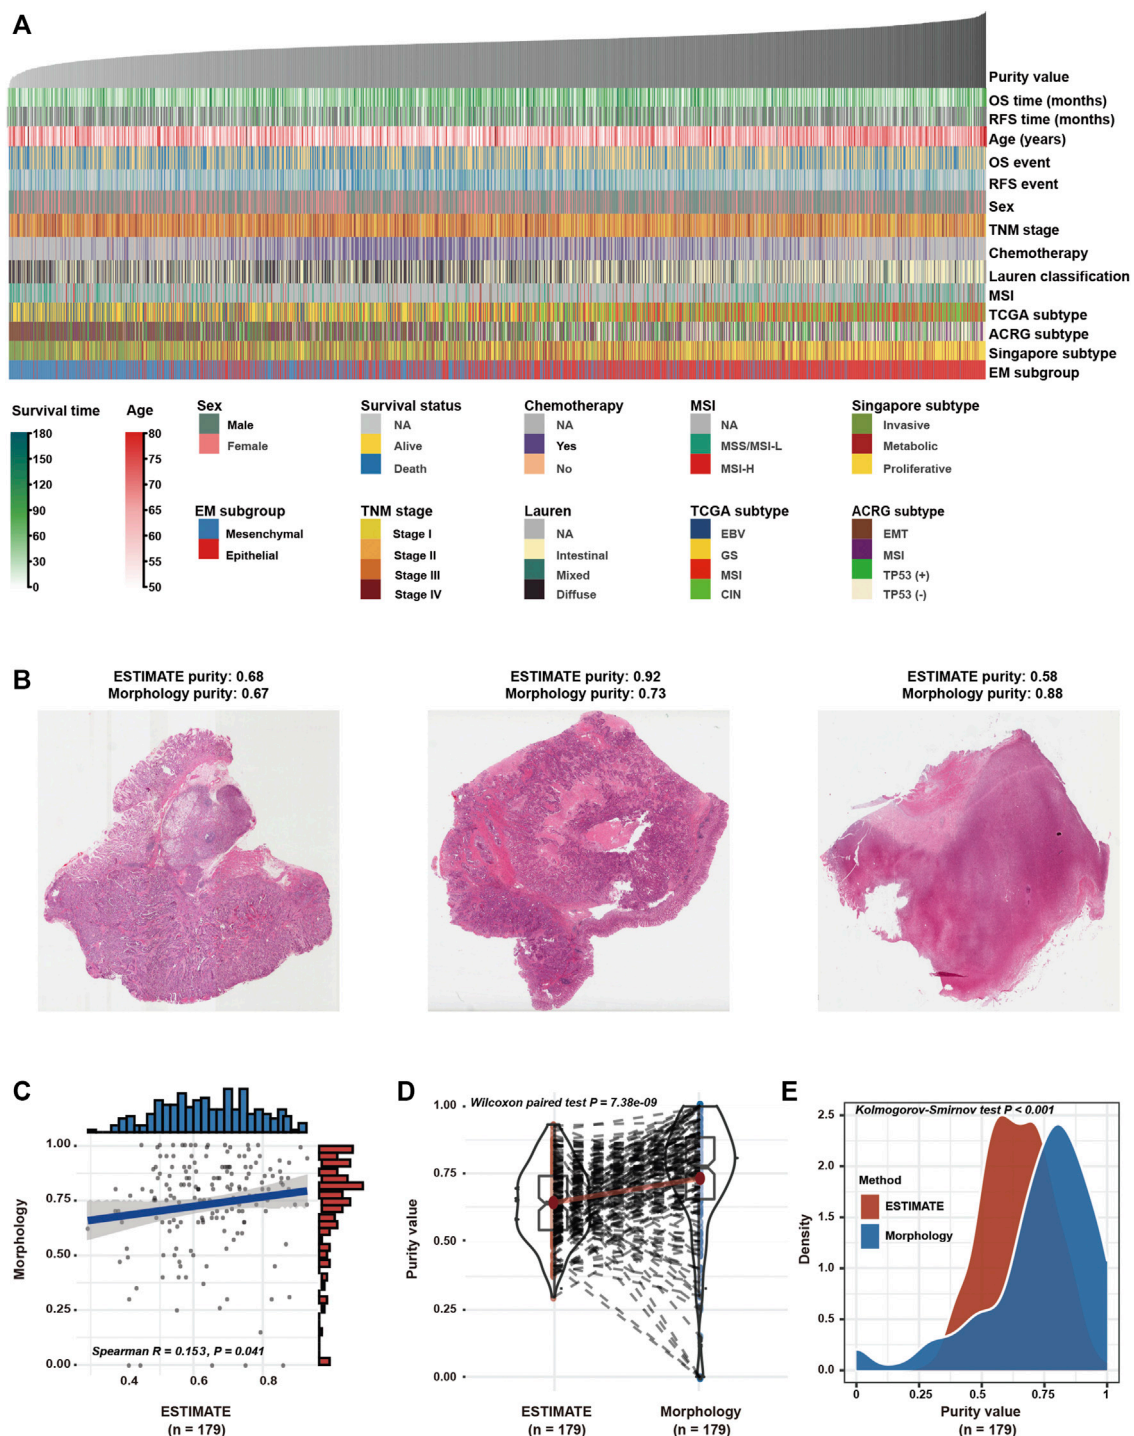 A
Purity value
OS time (months)
RFS time (months)
Age (years)
OS event
RFS event
Sex
TNM stage
Chemotherapy
Lauren classification
MSI
TCGA subtype
ACRG subtype
Singapore subtype
EM subgroup
Survival time
180
150
120
90
60
30
0
Age
80
75
70
65
60
55
50
Sex
Male
Female
Survival status
NA
Alive
Death
Chemotherapy
NA
Yes
No
MSI
NA
MSS/MSI-L
MSI-H
Singapore subtype
Invasive
Metabolic
Proliferative
EM subgroup
Mesenchymal
Epithelial
TNM stage
Stage I
Stage II
Stage III
Stage IV
Lauren
NA
Intestinal
Mixed
Diffuse
TCGA subtype
EBV
GS
MSI
CIN
ACRG subtype
EMT
MSI
TP53 (+)
TP53 (-)
B
ESTIMATE purity: 0.68
Morphology purity: 0.67
ESTIMATE purity: 0.92
Morphology purity: 0.73
ESTIMATE purity: 0.58
Morphology purity: 0.88
C
Morphology
1.00
0.75
0.50
0.25
0.00
Spearman R = 0.153, P = 0.041
0.4 0.6 0.8
ESTIMATE
(n = 179)
D
Wilcoxon paired test P = 7.38e-09
Purity value
1.00
0.75
0.50
0.25
0.00
ESTIMATE
(n = 179)
Morphology
(n = 179)
E
Kolmogorov-Smirnov test P < 0.001
Density
2.5
2.0
1.5
1.0
0.5
0.0
Method
ESTIMATE
Morphology
0 0.25 0.5 0.75 1
Purity value
(n = 179)